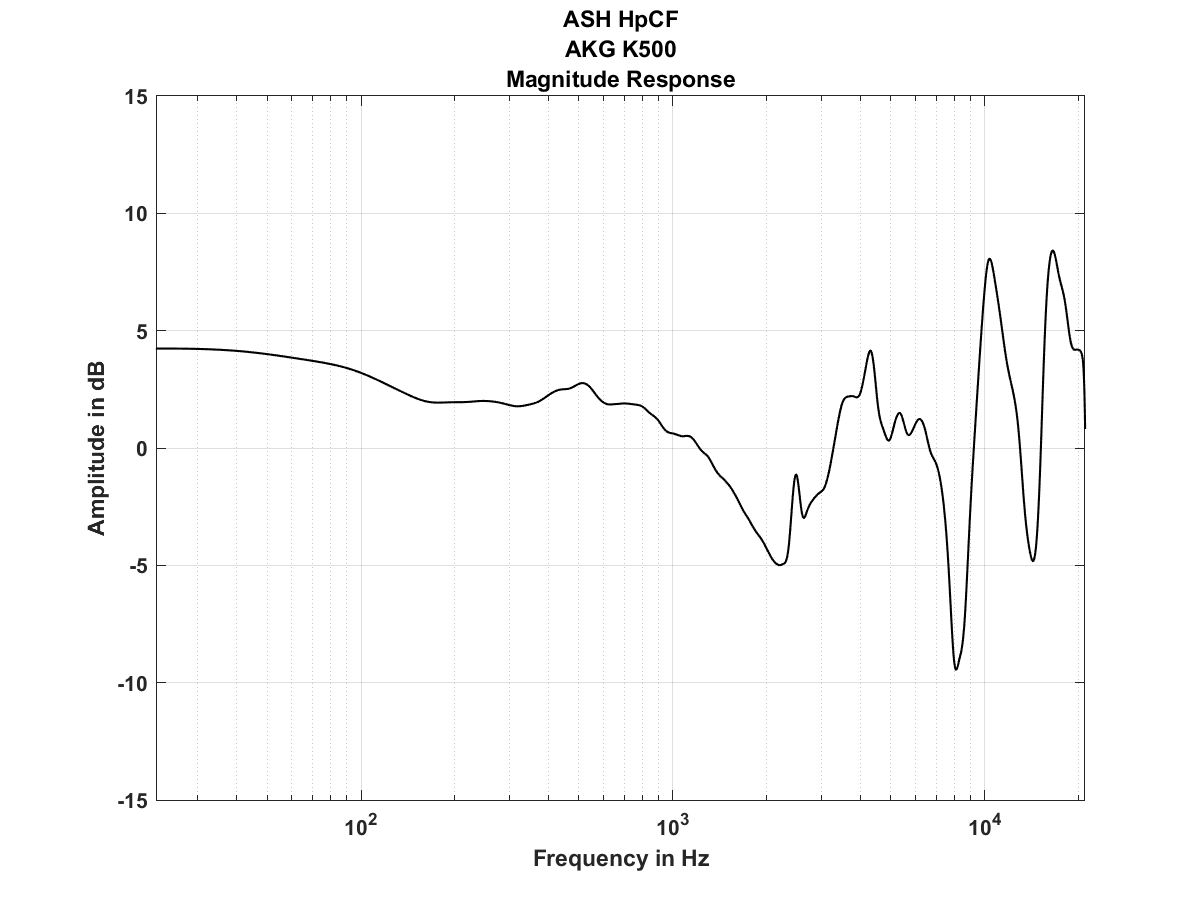 ASH HpCF
AKG K500
Magnitude Response
15
10
5
0
-5
-10
-15
Amplitude in dB
10² 10³ 10⁴
Frequency in Hz